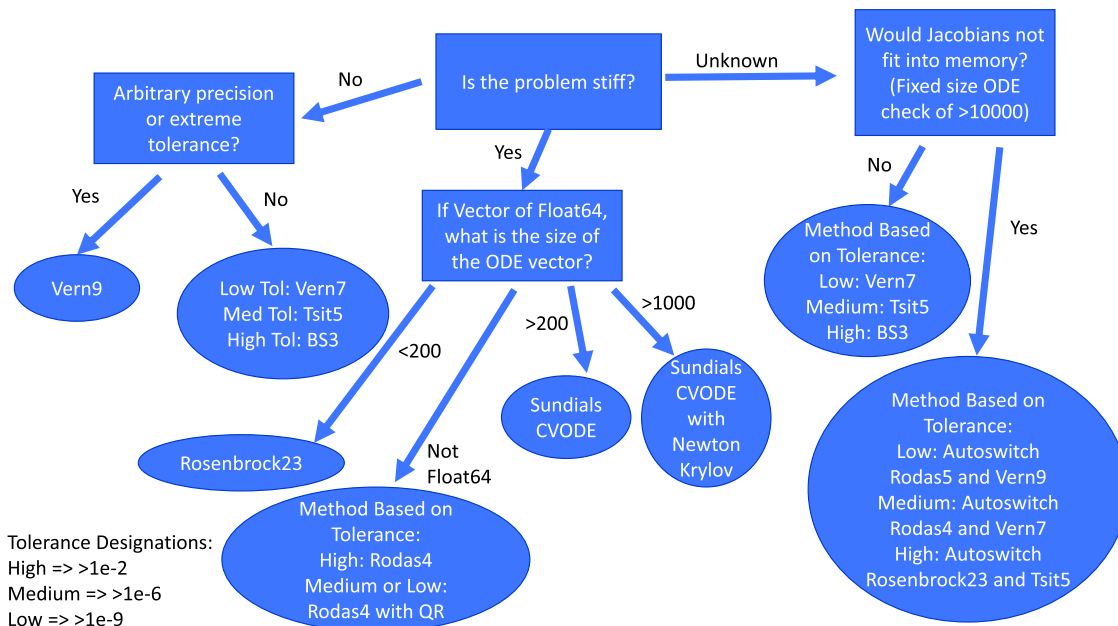 Is the problem stiff?
No
Yes
Unknown
Arbitrary precision
or extreme
tolerance?
Yes
No
Vern9
Low Tol: Vern7
Med Tol: Tsit5
High Tol: BS3
If Vector of Float64,
what is the size of
the ODE vector?
<200
Not
Float64
>200
>1000
Rosenbrock23
Method Based on
Tolerance:
High: Rodas4
Medium or Low:
Rodas4 with QR
Sundials
CVODE
Sundials
CVODE
with
Newton
Krylov
Would Jacobians not
fit into memory?
(Fixed size ODE
check of >10000)
No
Yes
Method Based
on Tolerance:
Low: Vern7
Medium: Tsit5
High: BS3
Method Based on
Tolerance:
Low: Autoswitch
Rodas5 and Vern9
Medium: Autoswitch
Rodas4 and Vern7
High: Autoswitch
Rosenbrock23 and Tsit5
Tolerance Designations:
High => >1e-2
Medium => >1e-6
Low => >1e-9